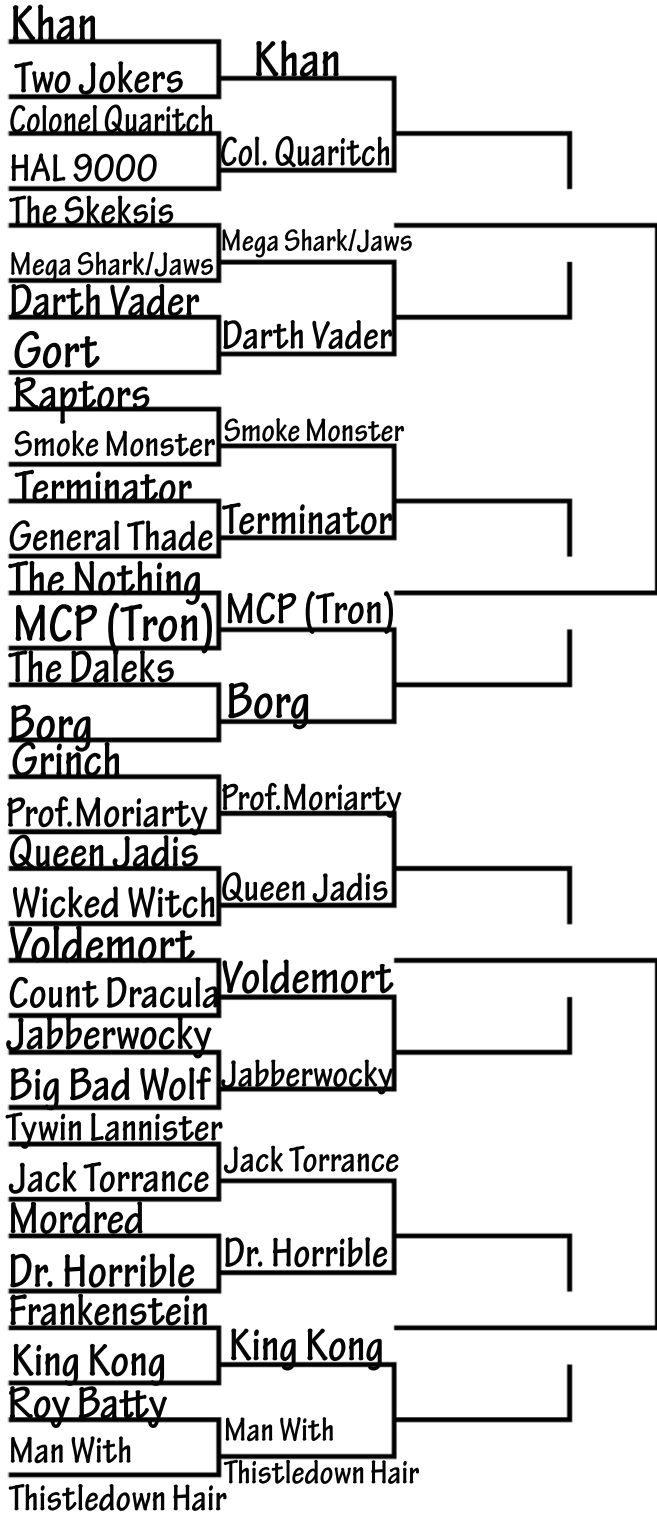 Khan
Two Jokers
Colonel Quaritch
HAL 9000
The Skeksis
Mega Shark/Jaws
Darth Vader
Gort
Raptors
Smoke Monster
Terminator
General Thade
The Nothing
MCP (Tron)
The Daleks
Borg
Grinch
Prof.Moriarty
Queen Jadis
Wicked Witch
Voldemort
Count Dracula
Jabberwocky
Big Bad Wolf
Tywin Lannister
Jack Torrance
Mordred
Dr. Horrible
Frankenstein
King Kong
Roy Batty
Man With
Thistledown Hair
Khan
Col. Quaritch
Mega Shark/Jaws
Darth Vader
Smoke Monster
Terminator
MCP (Tron)
Borg
Prof.Moriarty
Queen Jadis
Voldemort
Jabberwocky
Jack Torrance
Dr. Horrible
King Kong
Man With
Thistledown Hair